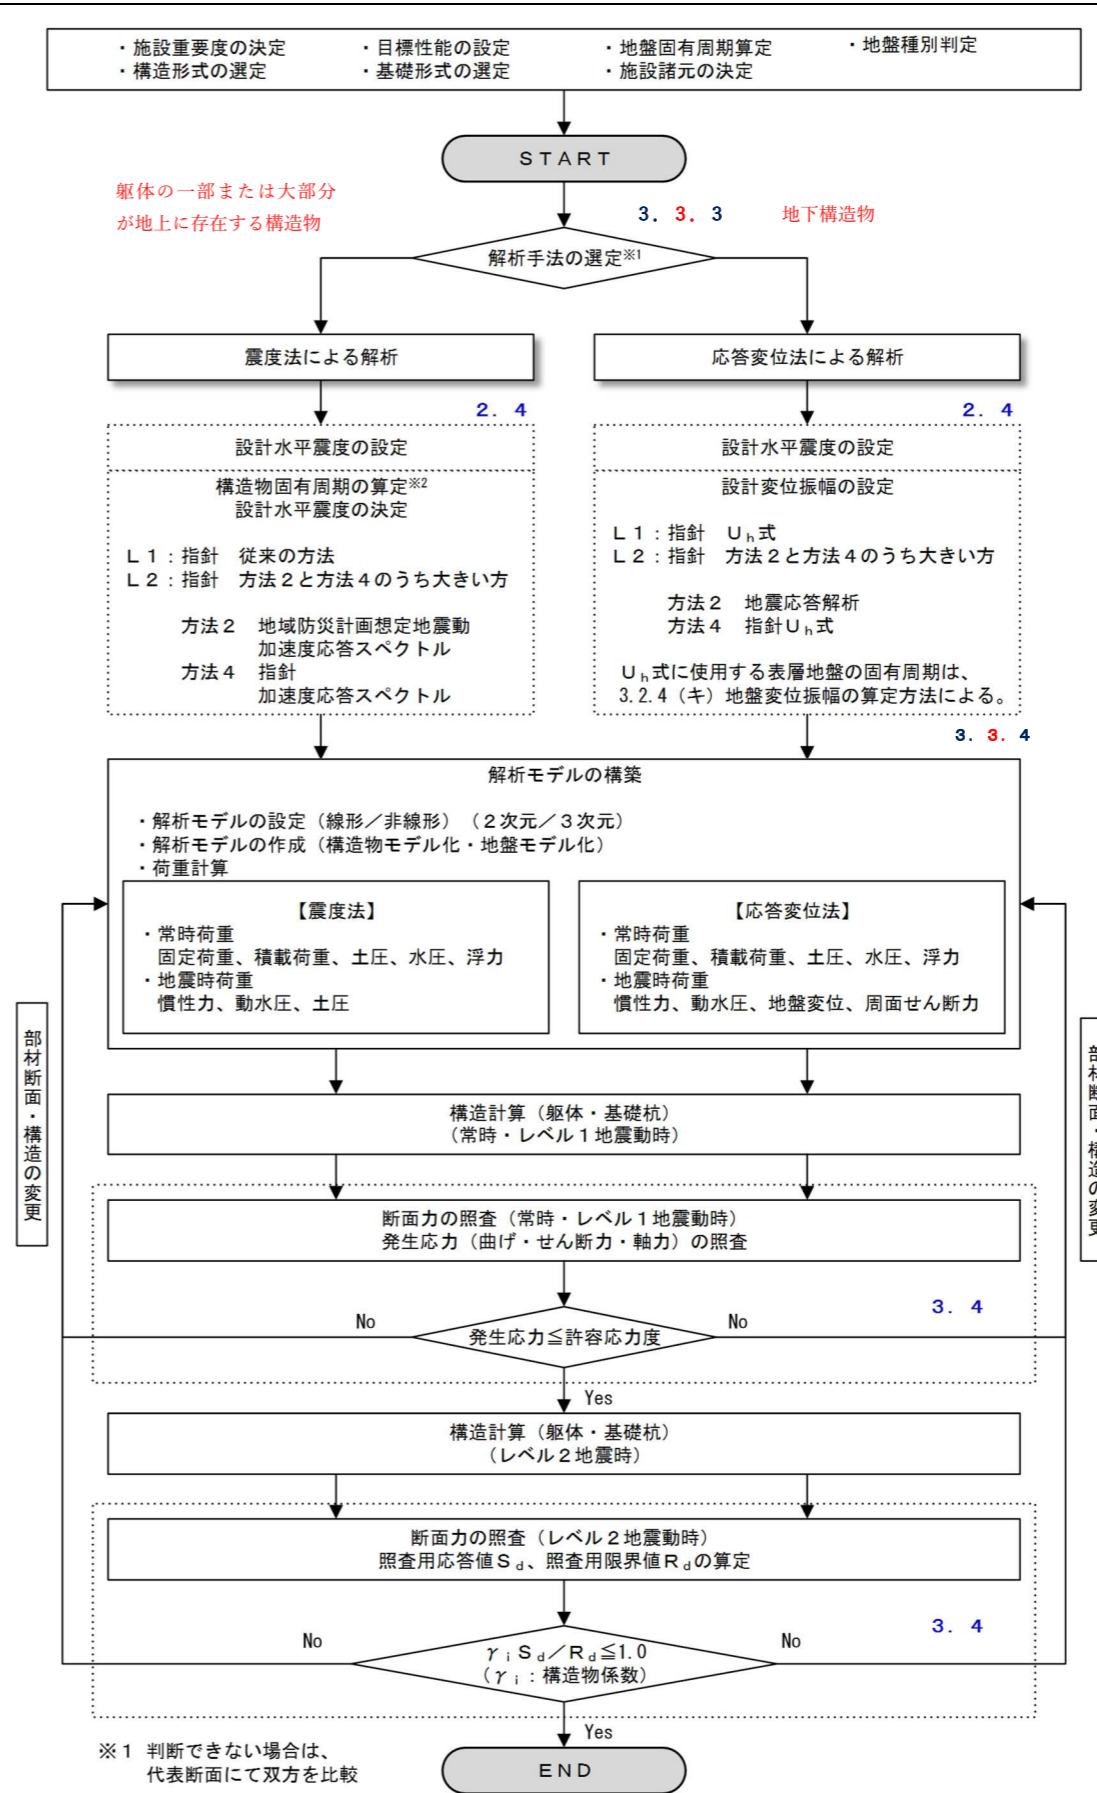 ・施設重要度の決定　・目標性能の設定　・地盤固有周期算定　・地盤種別判定
・構造形式の選定　・基礎形式の選定　・施設諸元の決定
ＳＴＡＲＴ
躯体の一部または大部分
が地上に存在する構造物
３．３．３
地下構造物
解析手法の選定※1
震度法による解析
応答変位法による解析
２．４
２．４
設計水平震度の設定
構造物固有周期の算定※2
設計水平震度の決定
Ｌ１：指針　従来の方法
Ｌ２：指針　方法２と方法４のうち大きい方
方法２　地域防災計画想定地震動
加速度応答スペクトル
方法４　指針
加速度応答スペクトル
設計水平震度の設定
設計変位振幅の設定
Ｌ１：指針　Ｕh式
Ｌ２：指針　方法２と方法４のうち大きい方
方法２　地震応答解析
方法４　指針Ｕh式
Ｕh式に使用する表層地盤の固有周期は、
3.2.4（キ）地盤変位振幅の算定方法による。
３．３．４
解析モデルの構築
・解析モデルの設定（線形／非線形）（２次元／３次元）
・解析モデルの作成（構造物モデル化・地盤モデル化）
・荷重計算
【震度法】
・常時荷重
固定荷重、積載荷重、土圧、水圧、浮力
・地震時荷重
慣性力、動水圧、土圧
【応答変位法】
・常時荷重
固定荷重、積載荷重、土圧、水圧、浮力
・地震時荷重
慣性力、動水圧、地盤変位、周面せん断力
部材断面・構造の変更
部材断面・構造の変更
構造計算（躯体・基礎杭）
（常時・レベル１地震動時）
断面力の照査（常時・レベル１地震動時）
発生応力（曲げ・せん断力・軸力）の照査
３．４
No
発生応力≦許容応力度
No
Yes
構造計算（躯体・基礎杭）
（レベル２地震時）
断面力の照査（レベル２地震動時）
照査用応答値Ｓd、照査用限界値Ｒdの算定
３．４
No
γiＳd／Ｒd≦1.0
（γi：構造物係数）
No
Yes
※１　判断できない場合は、
代表断面にて双方を比較
ＥＮＤ